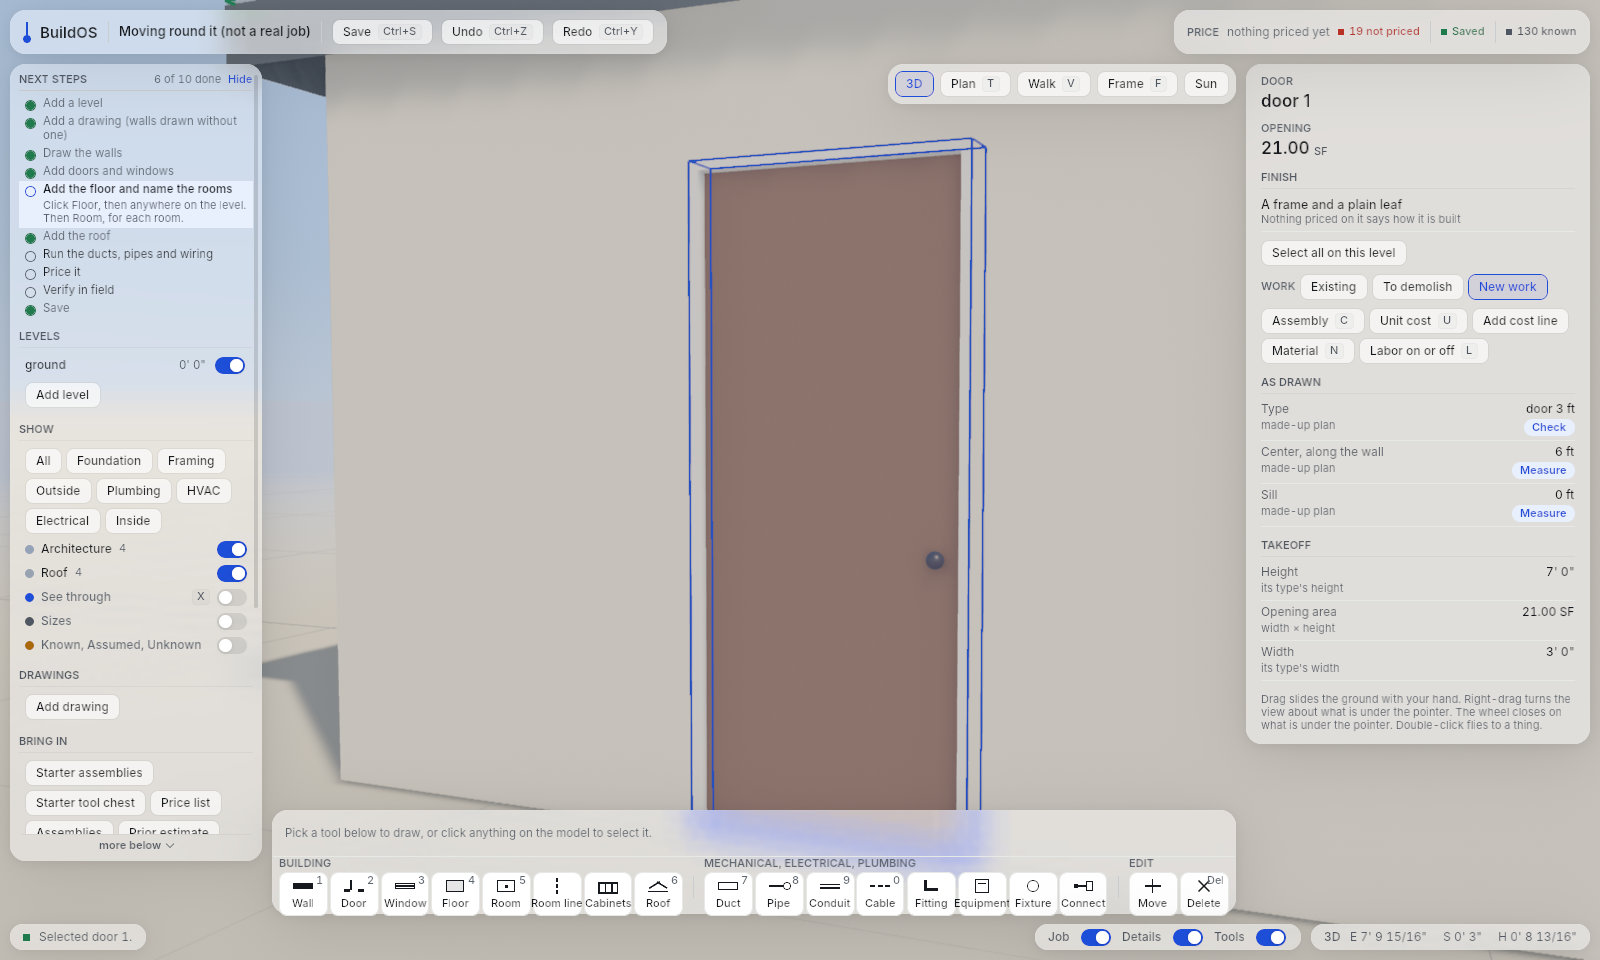 BuildOS
Moving round it (not a real job)
Save Ctrl+S
Undo Ctrl+Z
Redo Ctrl+Y
PRICE nothing priced yet 19 not priced Saved 130 known
NEXT STEPS 6 of 10 done Hide
Add a level
Add a drawing (walls drawn without
one)
Draw the walls
Add doors and windows
Add the floor and name the rooms
Click Floor, then anywhere on the level.
Then Room, for each room.
Add the roof
Run the ducts, pipes and wiring
Price it
Verify in field
Save
LEVELS
ground 0' 0"
Add level
SHOW
All Foundation Framing
Outside Plumbing HVAC
Electrical Inside
Architecture 4
Roof 4
See through X
Sizes
Known, Assumed, Unknown
DRAWINGS
Add drawing
BRING IN
Starter assemblies
Starter tool chest Price list
Assemblies Prior estimate
more below
3D Plan T Walk V Frame F Sun
DOOR
door 1
OPENING
21.00 SF
FINISH
A frame and a plain leaf
Nothing priced on it says how it is built
Select all on this level
WORK Existing To demolish New work
Assembly C Unit cost U Add cost line
Material N Labor on or off L
AS DRAWN
Type door 3 ft
made-up plan Check
Center, along the wall 6 ft
made-up plan Measure
Sill 0 ft
made-up plan Measure
TAKEOFF
Height 7' 0"
its type's height
Opening area 21.00 SF
width × height
Width 3' 0"
its type's width
Drag slides the ground with your hand. Right-drag turns the
view about what is under the pointer. The wheel closes on
what is under the pointer. Double-click flies to a thing.
Pick a tool below to draw, or click anything on the model to select it.
BUILDING
Wall 1
Door 2
Window 3
Floor 4
Room 5
Room line
Cabinets
Roof 6
MECHANICAL, ELECTRICAL, PLUMBING
Duct 7
Pipe 8
Conduit 9
Cable 0
Fitting
Equipment
Fixture
Connect
EDIT
Move
Delete Del
Selected door 1.
Job Details Tools
3D E 7' 9 15/16" S 0' 3" H 0' 8 13/16"